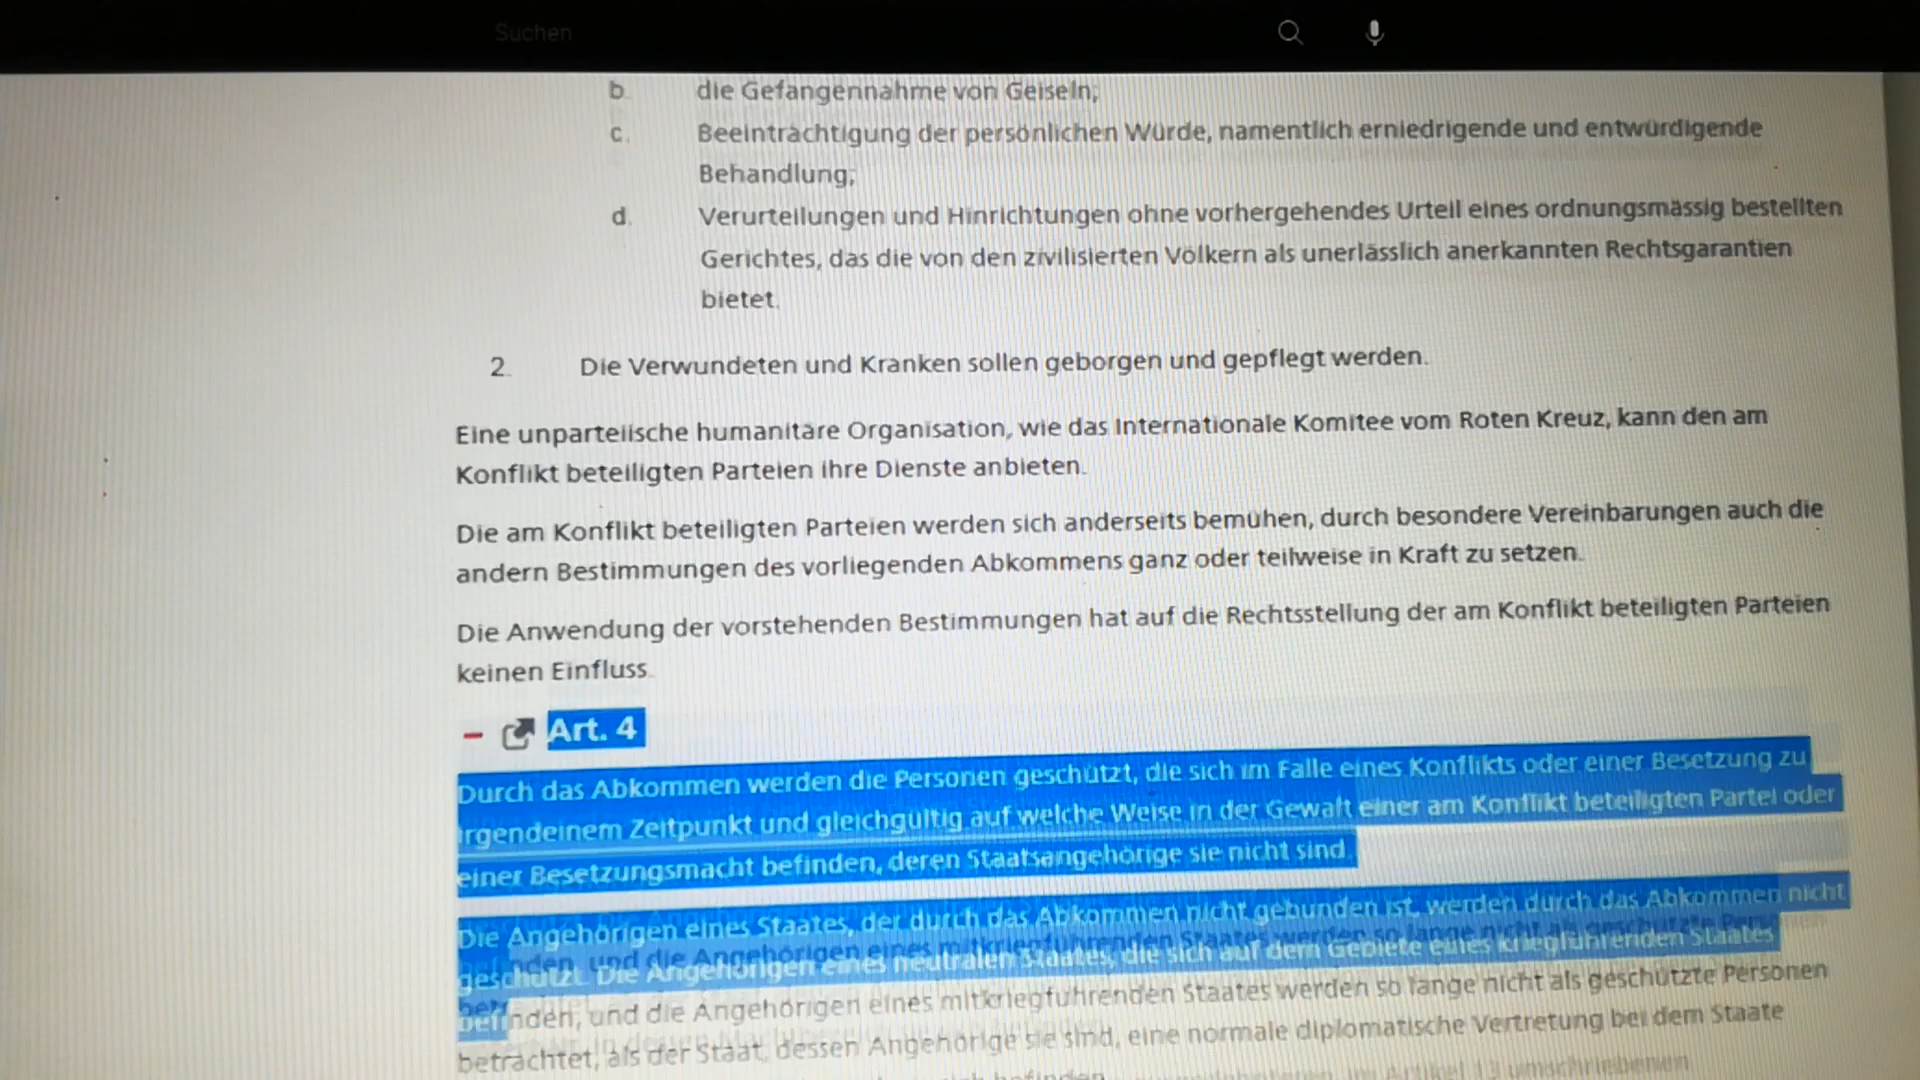 Suchen
b. die Gefangennahme von Geiseln;
c. Beeinträchtigung der persönlichen Würde, namentlich erniedrigende und entwürdigende
Behandlung;
d. Verurteilungen und Hinrichtungen ohne vorhergehendes Urteil eines ordnungsmässig bestellten
Gerichtes, das die von den zivilisierten Völkern als unerlässlich anerkannten Rechtsgarantien
bietet.
2. Die Verwundeten und Kranken sollen geborgen und gepflegt werden.
Eine unparteiische humanitäre Organisation, wie das Internationale Komitee vom Roten Kreuz, kann den am
Konflikt beteiligten Parteien ihre Dienste anbieten.
Die am Konflikt beteiligten Parteien werden sich anderseits bemühen, durch besondere Vereinbarungen auch die
andern Bestimmungen des vorliegenden Abkommens ganz oder teilweise in Kraft zu setzen.
Die Anwendung der vorstehenden Bestimmungen hat auf die Rechtsstellung der am Konflikt beteiligten Parteien
keinen Einfluss.
Art. 4
Durch das Abkommen werden die Personen geschützt, die sich im Falle eines Konflikts oder einer Besetzung zu
irgendeinem Zeitpunkt und gleichgültig auf welche Weise in der Gewalt einer am Konflikt beteiligten Partei oder
einer Besetzungsmacht befinden, deren Staatsangehörige sie nicht sind.
Die Angehörigen eines Staates, der durch das Abkommen nicht gebunden ist, werden durch das Abkommen nicht
geschützt. Die Angehörigen eines neutralen Staates, die sich auf dem Gebiete eines kriegführenden Staates
befinden, und die Angehörigen eines mitkriegführenden Staates werden so lange nicht als geschützte Personen
betrachtet, als der Staat, dessen Angehörige sie sind, eine normale diplomatische Vertretung bei dem Staate
befinden. im Artikel 13 umschriebenen